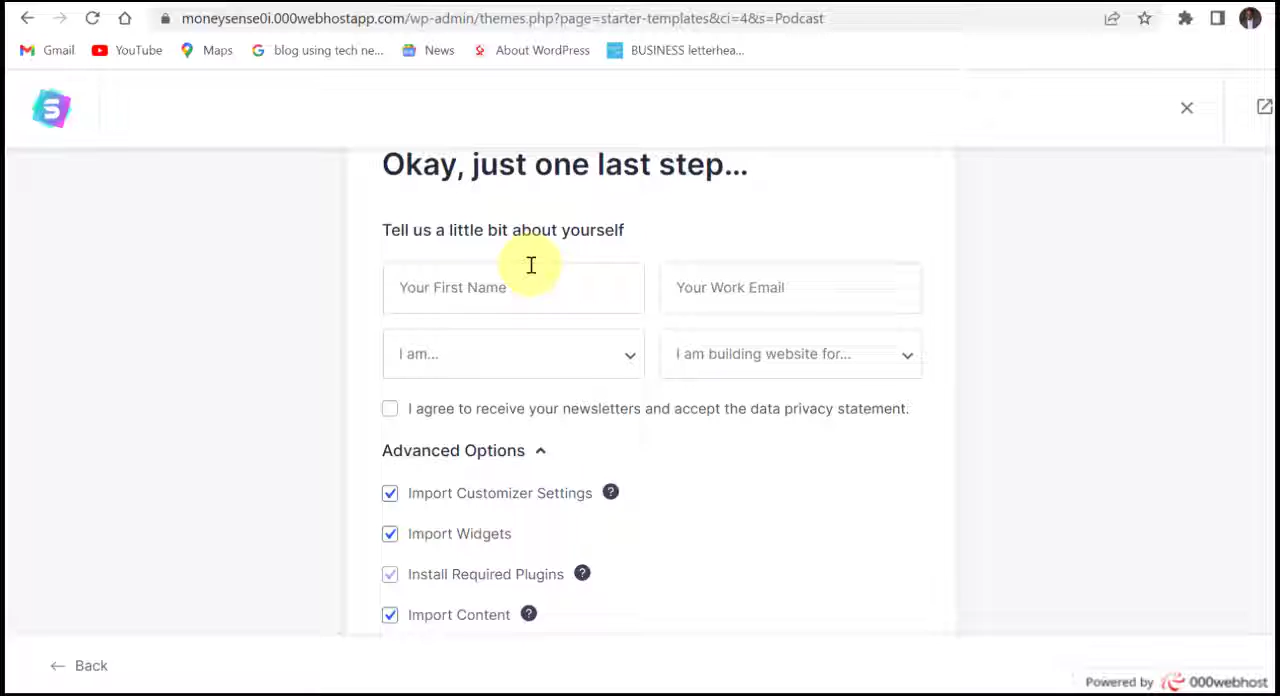 moneysense0i.000webhostapp.com/wp-admin/themes.php?page=starter-templates&ci=4&s=Podcast
Gmail YouTube Maps blog using tech ne... News About WordPress BUSINESS letterhea...
S
Okay, just one last step...
Tell us a little bit about yourself
Your First Name Your Work Email
I am... I am building website for...
I agree to receive your newsletters and accept the data privacy statement.
Advanced Options
Import Customizer Settings ?
Import Widgets
Install Required Plugins ?
Import Content ?
Back
Powered by 000webhost